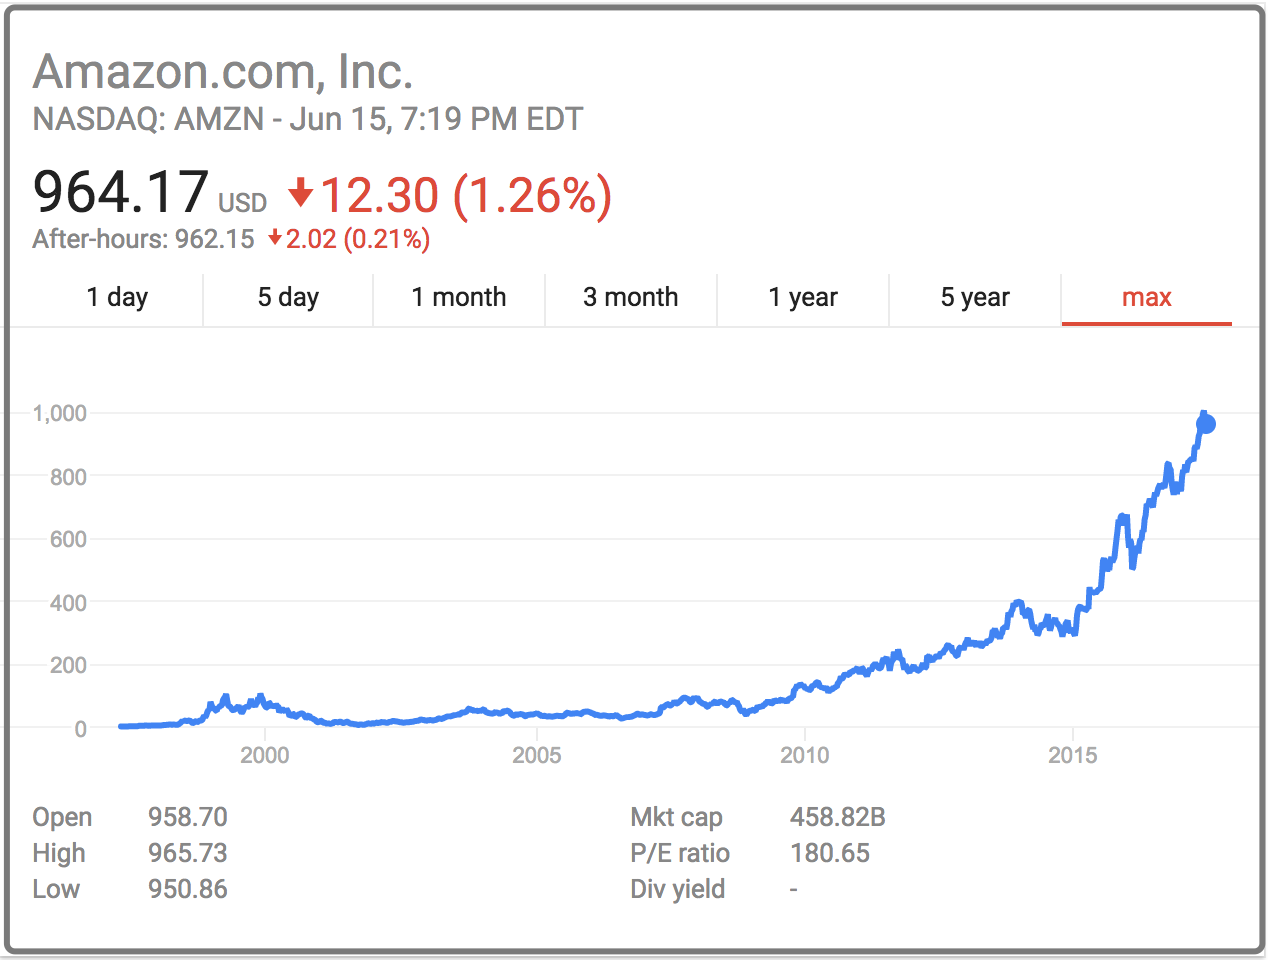 Amazon.com, Inc.
NASDAQ: AMZN - Jun 15, 7:19 PM EDT
964.17 USD 12.30 (1.26%)
After-hours: 962.15 2.02 (0.21%)
1 day 5 day 1 month 3 month 1 year 5 year max
1,000
800
600
400
200
0
2000 2005 2010 2015
Open 958.70 Mkt cap 458.82B
High 965.73 P/E ratio 180.65
Low 950.86 Div yield -